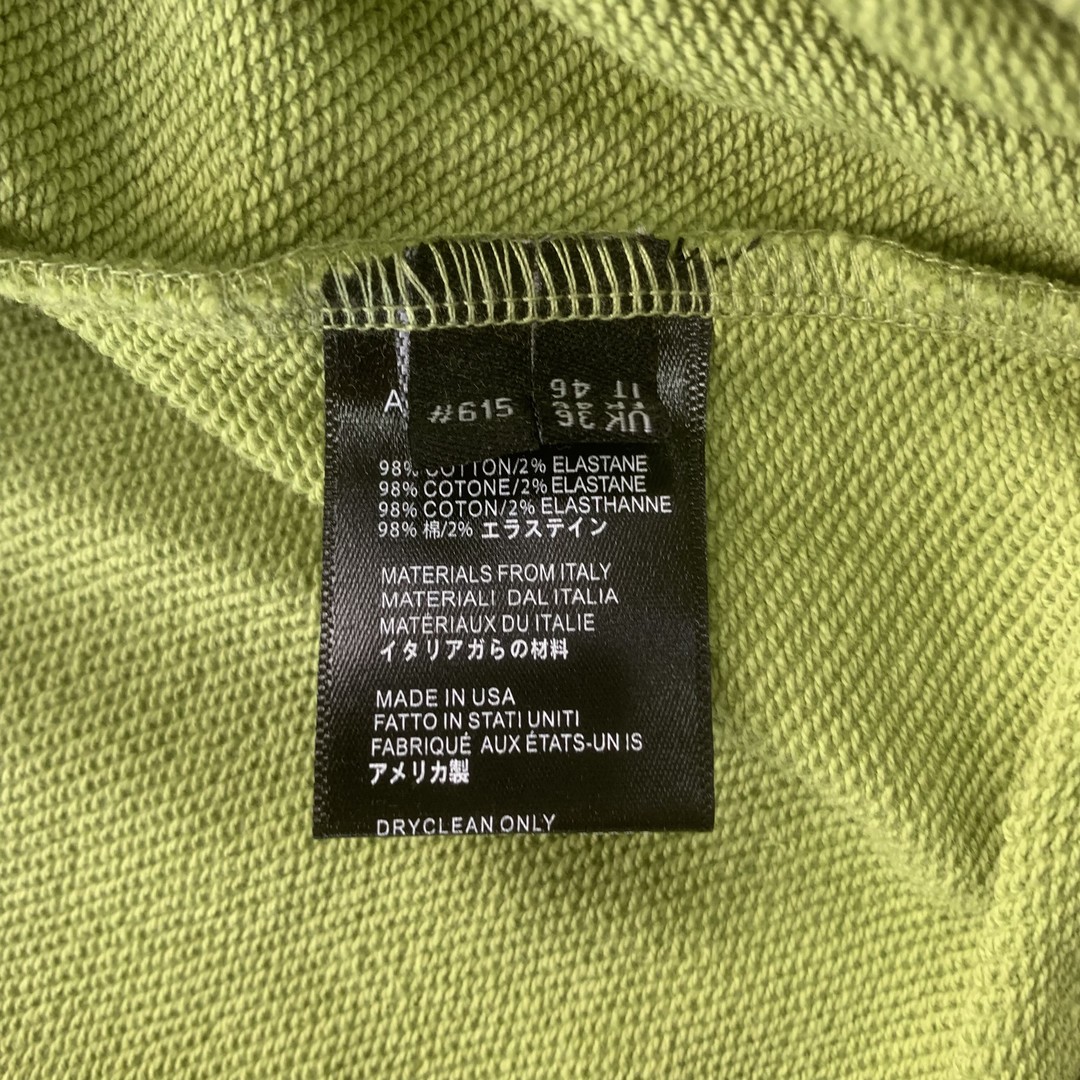 A
#615
UK 36
IT 46
98% COTTON/2% ELASTANE
98% COTONE/2% ELASTANE
98% COTON/2% ELASTHANNE
98% 棉/2% エラステイン
MATERIALS FROM ITALY
MATERIALI DAL ITALIA
MATÉRIAUX DU ITALIE
イタリアガらの材料
MADE IN USA
FATTO IN STATI UNITI
FABRIQUÉ AUX ÉTATS-UN IS
アメリカ製
DRYCLEAN ONLY